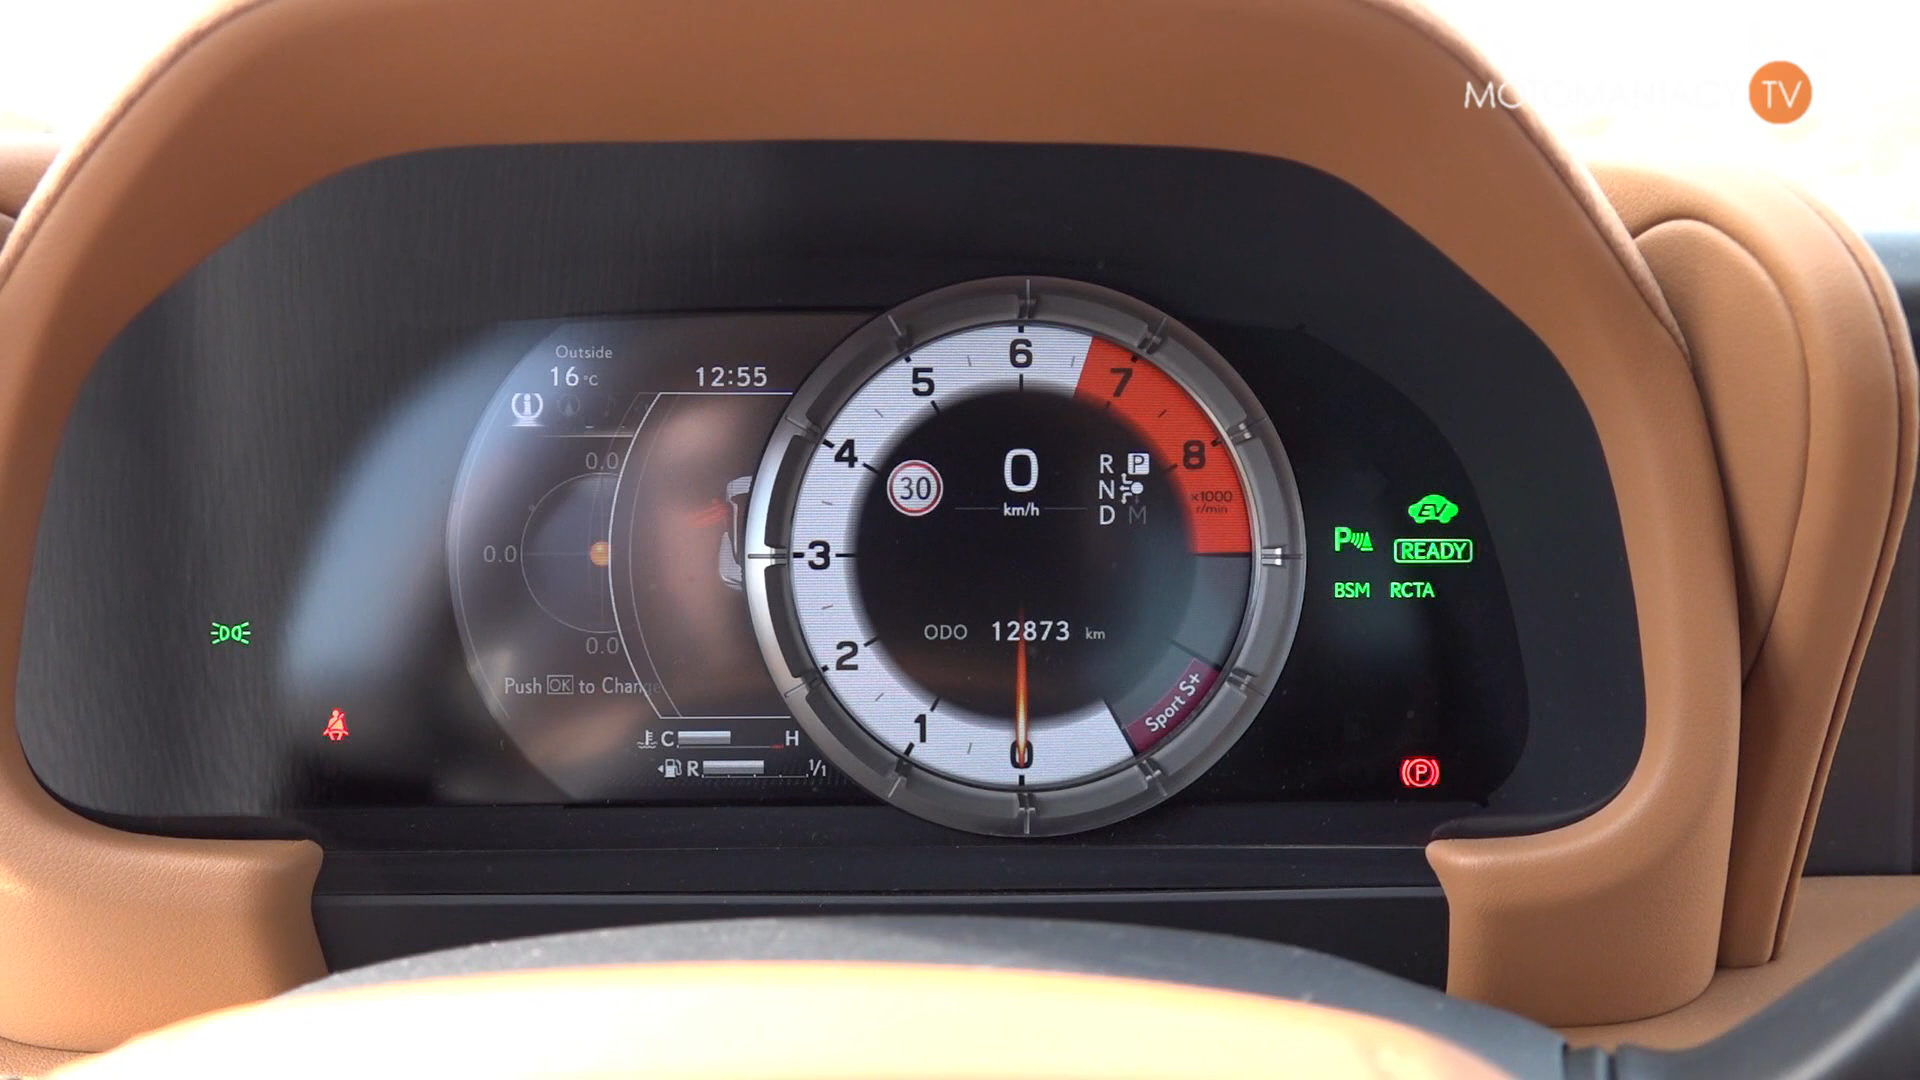 MOTOMANIACY TV
Outside
16°C
12:55
0.0
0.0
0.0
Push OK to Change
C H
R 1/1
0
1
2
3
4
5
6
7
8
x1000
r/min
30
0
km/h
R P
N
D M
ODO 12873 km
Sport S+
EV
P READY
BSM RCTA
P